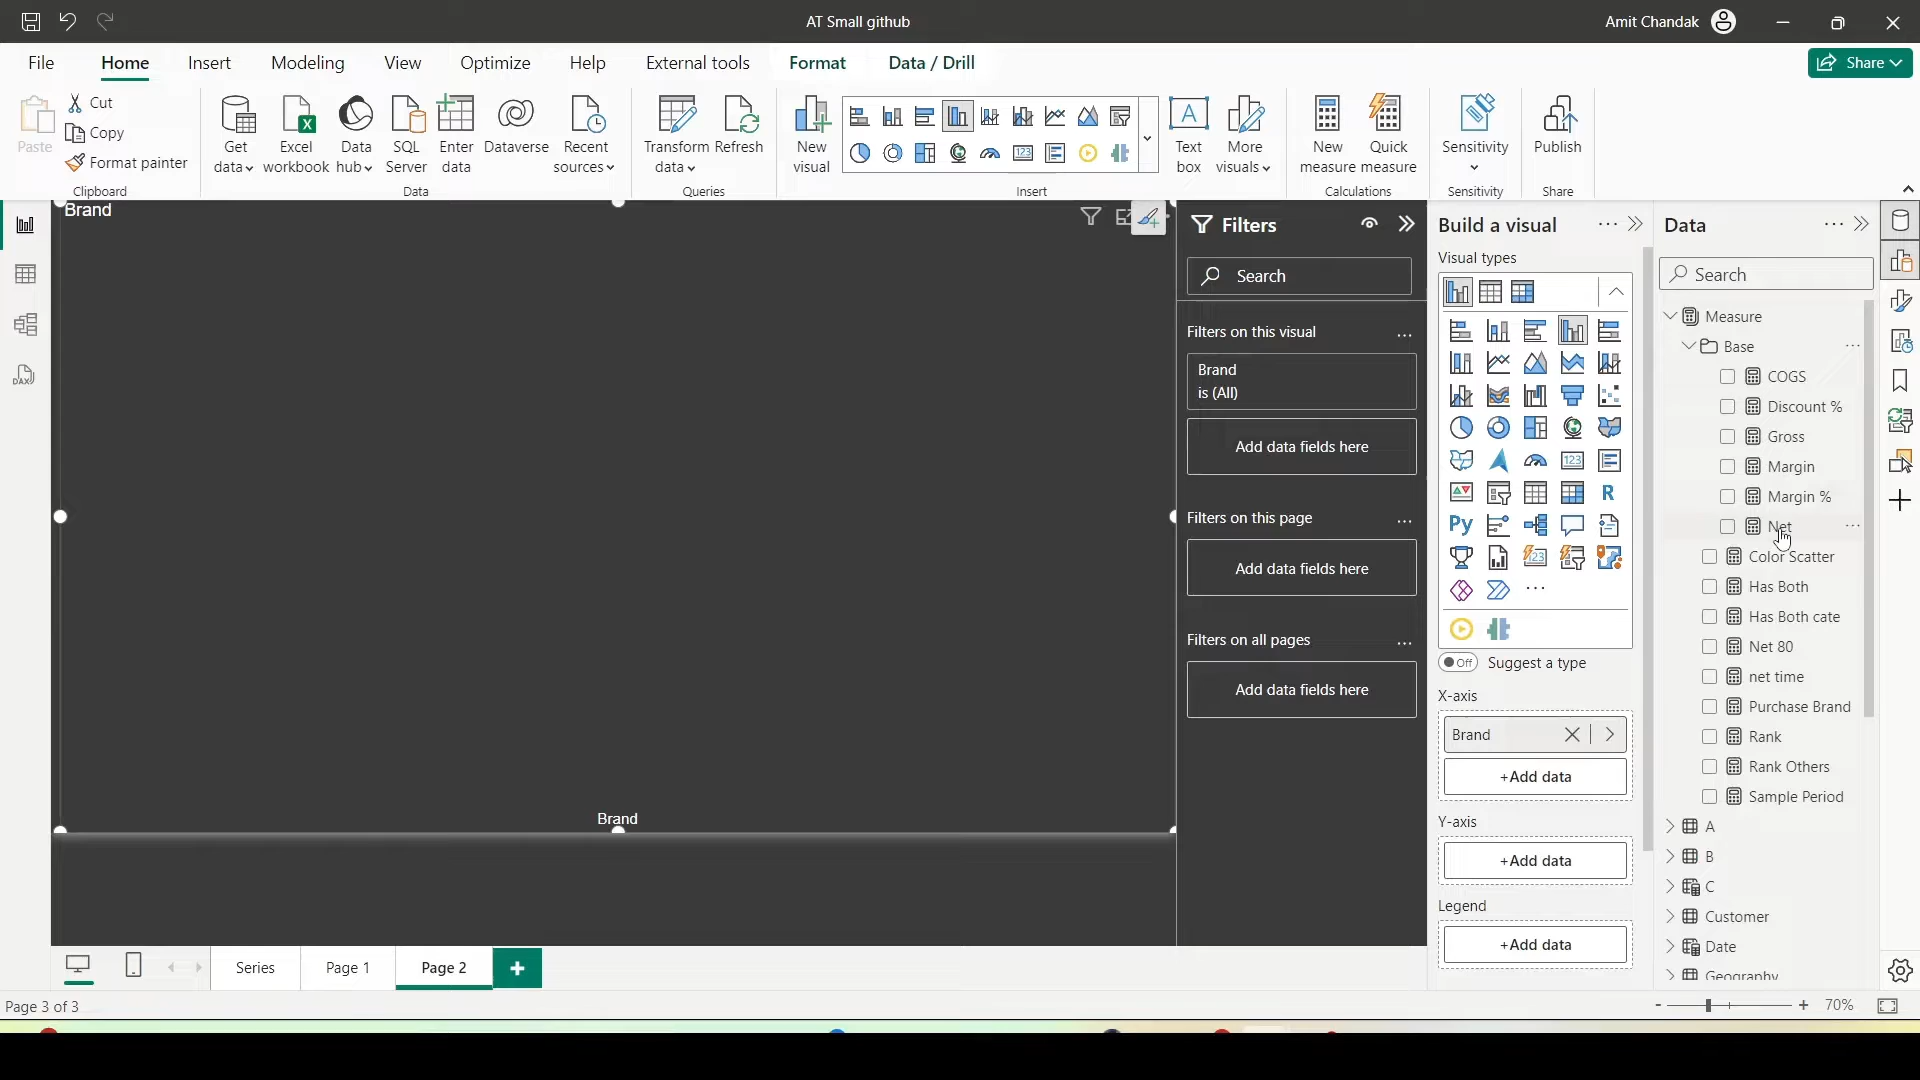 AT Small github
Amit Chandak
File Home Insert Modeling View Optimize Help External tools Format Data / Drill
Share
Paste
Cut
Copy
Format painter
Clipboard
Get data
Excel workbook
Data hub
SQL Server
Enter data
Dataverse
Recent sources
Data
Transform data
Refresh
Queries
New visual
Text box
More visuals
Insert
New measure
Quick measure
Calculations
Sensitivity
Sensitivity
Publish
Share
Brand
Brand
Filters
Search
Filters on this visual
Brand
is (All)
Add data fields here
Filters on this page
Add data fields here
Filters on all pages
Add data fields here
Build a visual
Visual types
R
Py
Off Suggest a type
X-axis
Brand
+Add data
Y-axis
+Add data
Legend
+Add data
Data
Search
Measure
Base
COGS
Discount %
Gross
Margin
Margin %
Net
Color Scatter
Has Both
Has Both cate
Net 80
net time
Purchase Brand
Rank
Rank Others
Sample Period
A
B
C
Customer
Date
Geography
Series Page 1 Page 2
Page 3 of 3
- + 70%